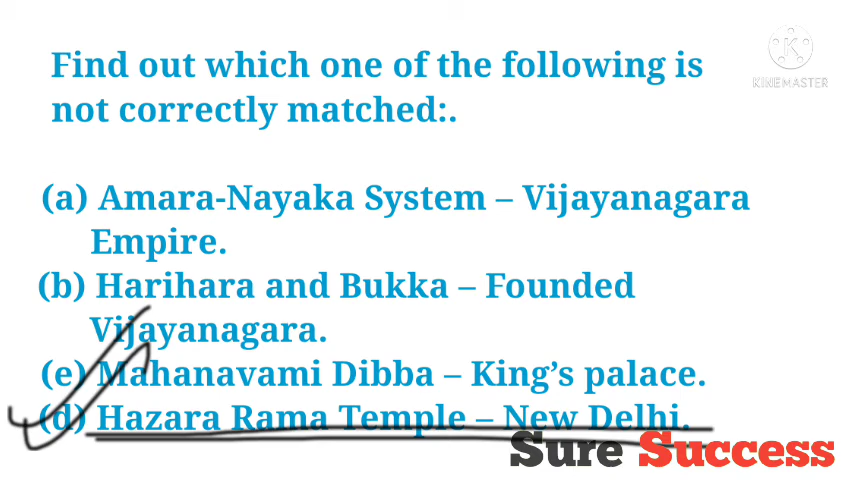 Find out which one of the following is
not correctly matched:.
KINEMASTER
(a) Amara-Nayaka System – Vijayanagara
Empire.
(b) Harihara and Bukka – Founded
Vijayanagara.
(e) Mahanavami Dibba – King’s palace.
(d) Hazara Rama Temple – New Delhi.
Sure Success